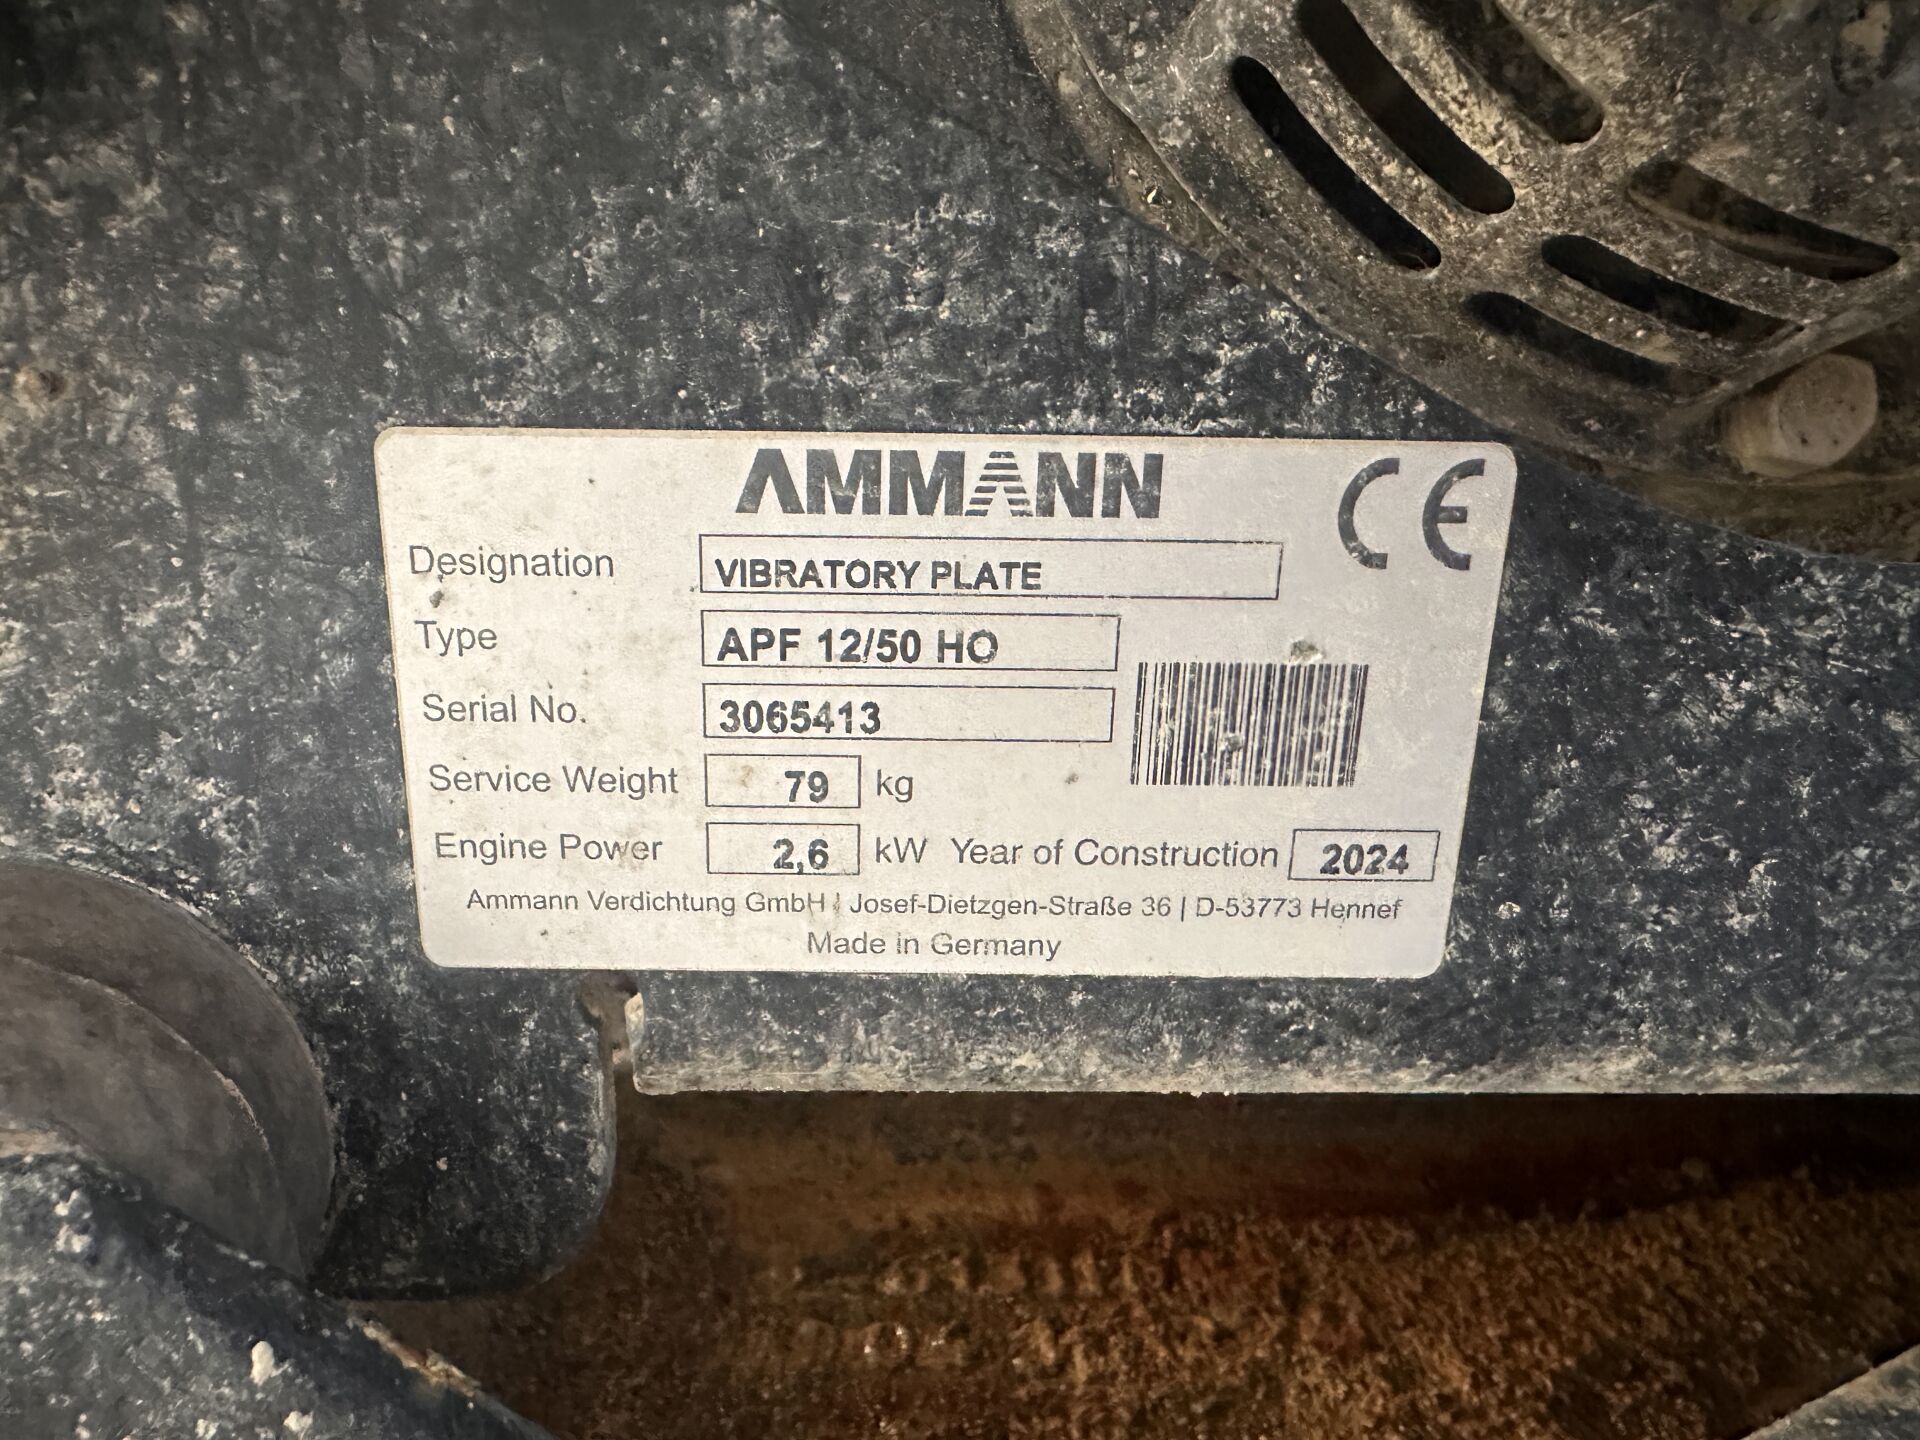 AMMANN
CE
Designation VIBRATORY PLATE
Type APF 12/50 HO
Serial No. 3065413
Service Weight 79 kg
Engine Power 2,6 kW Year of Construction 2024
Ammann Verdichtung GmbH | Josef-Dietzgen-Straße 36 | D-53773 Hennef
Made in Germany